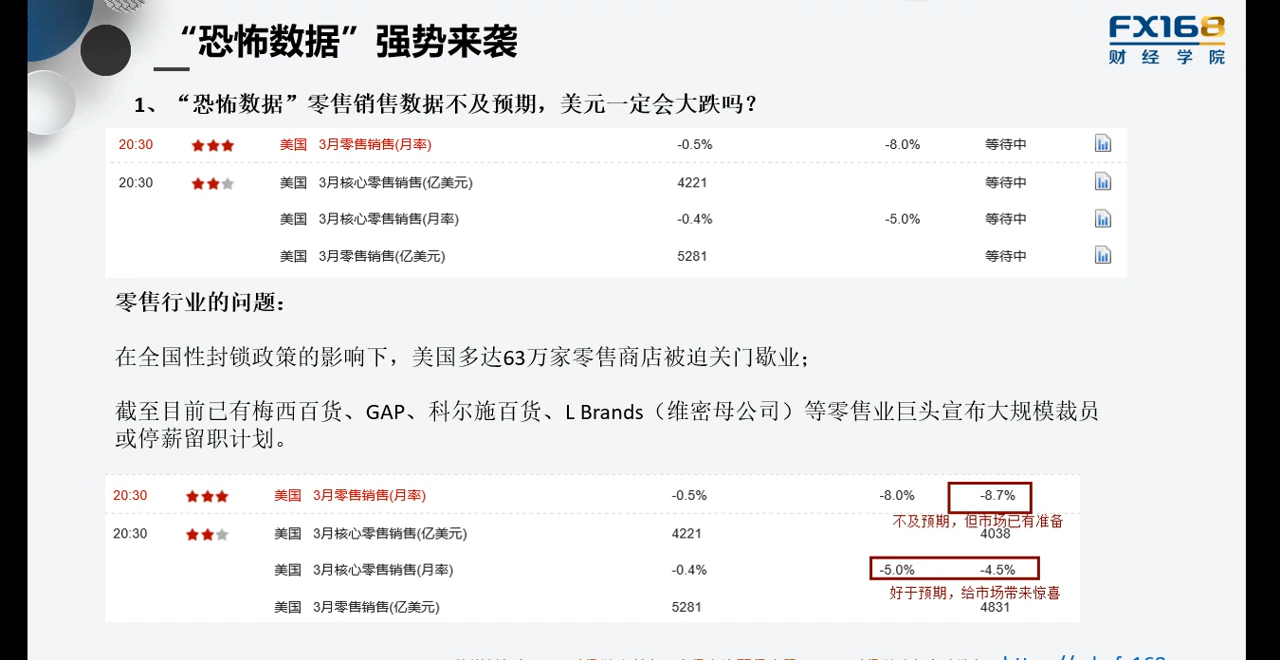 “恐怖数据”强势来袭
FX168
财经学院
1、“恐怖数据”零售销售数据不及预期，美元一定会大跌吗？
20:30 美国 3月零售销售(月率) -0.5% -8.0% 等待中
20:30 美国 3月核心零售销售(亿美元) 4221 等待中
美国 3月核心零售销售(月率) -0.4% -5.0% 等待中
美国 3月零售销售(亿美元) 5281 等待中
零售行业的问题：
在全国性封锁政策的影响下，美国多达63万家零售商店被迫关门歇业；
截至目前已有梅西百货、GAP、科尔施百货、L Brands（维密母公司）等零售业巨头宣布大规模裁员
或停薪留职计划。
20:30 美国 3月零售销售(月率) -0.5% -8.0% -8.7%
不及预期，但市场已有准备
20:30 美国 3月核心零售销售(亿美元) 4221 4038
美国 3月核心零售销售(月率) -0.4% -5.0% -4.5%
好于预期，给市场带来惊喜
美国 3月零售销售(亿美元) 5281 4831